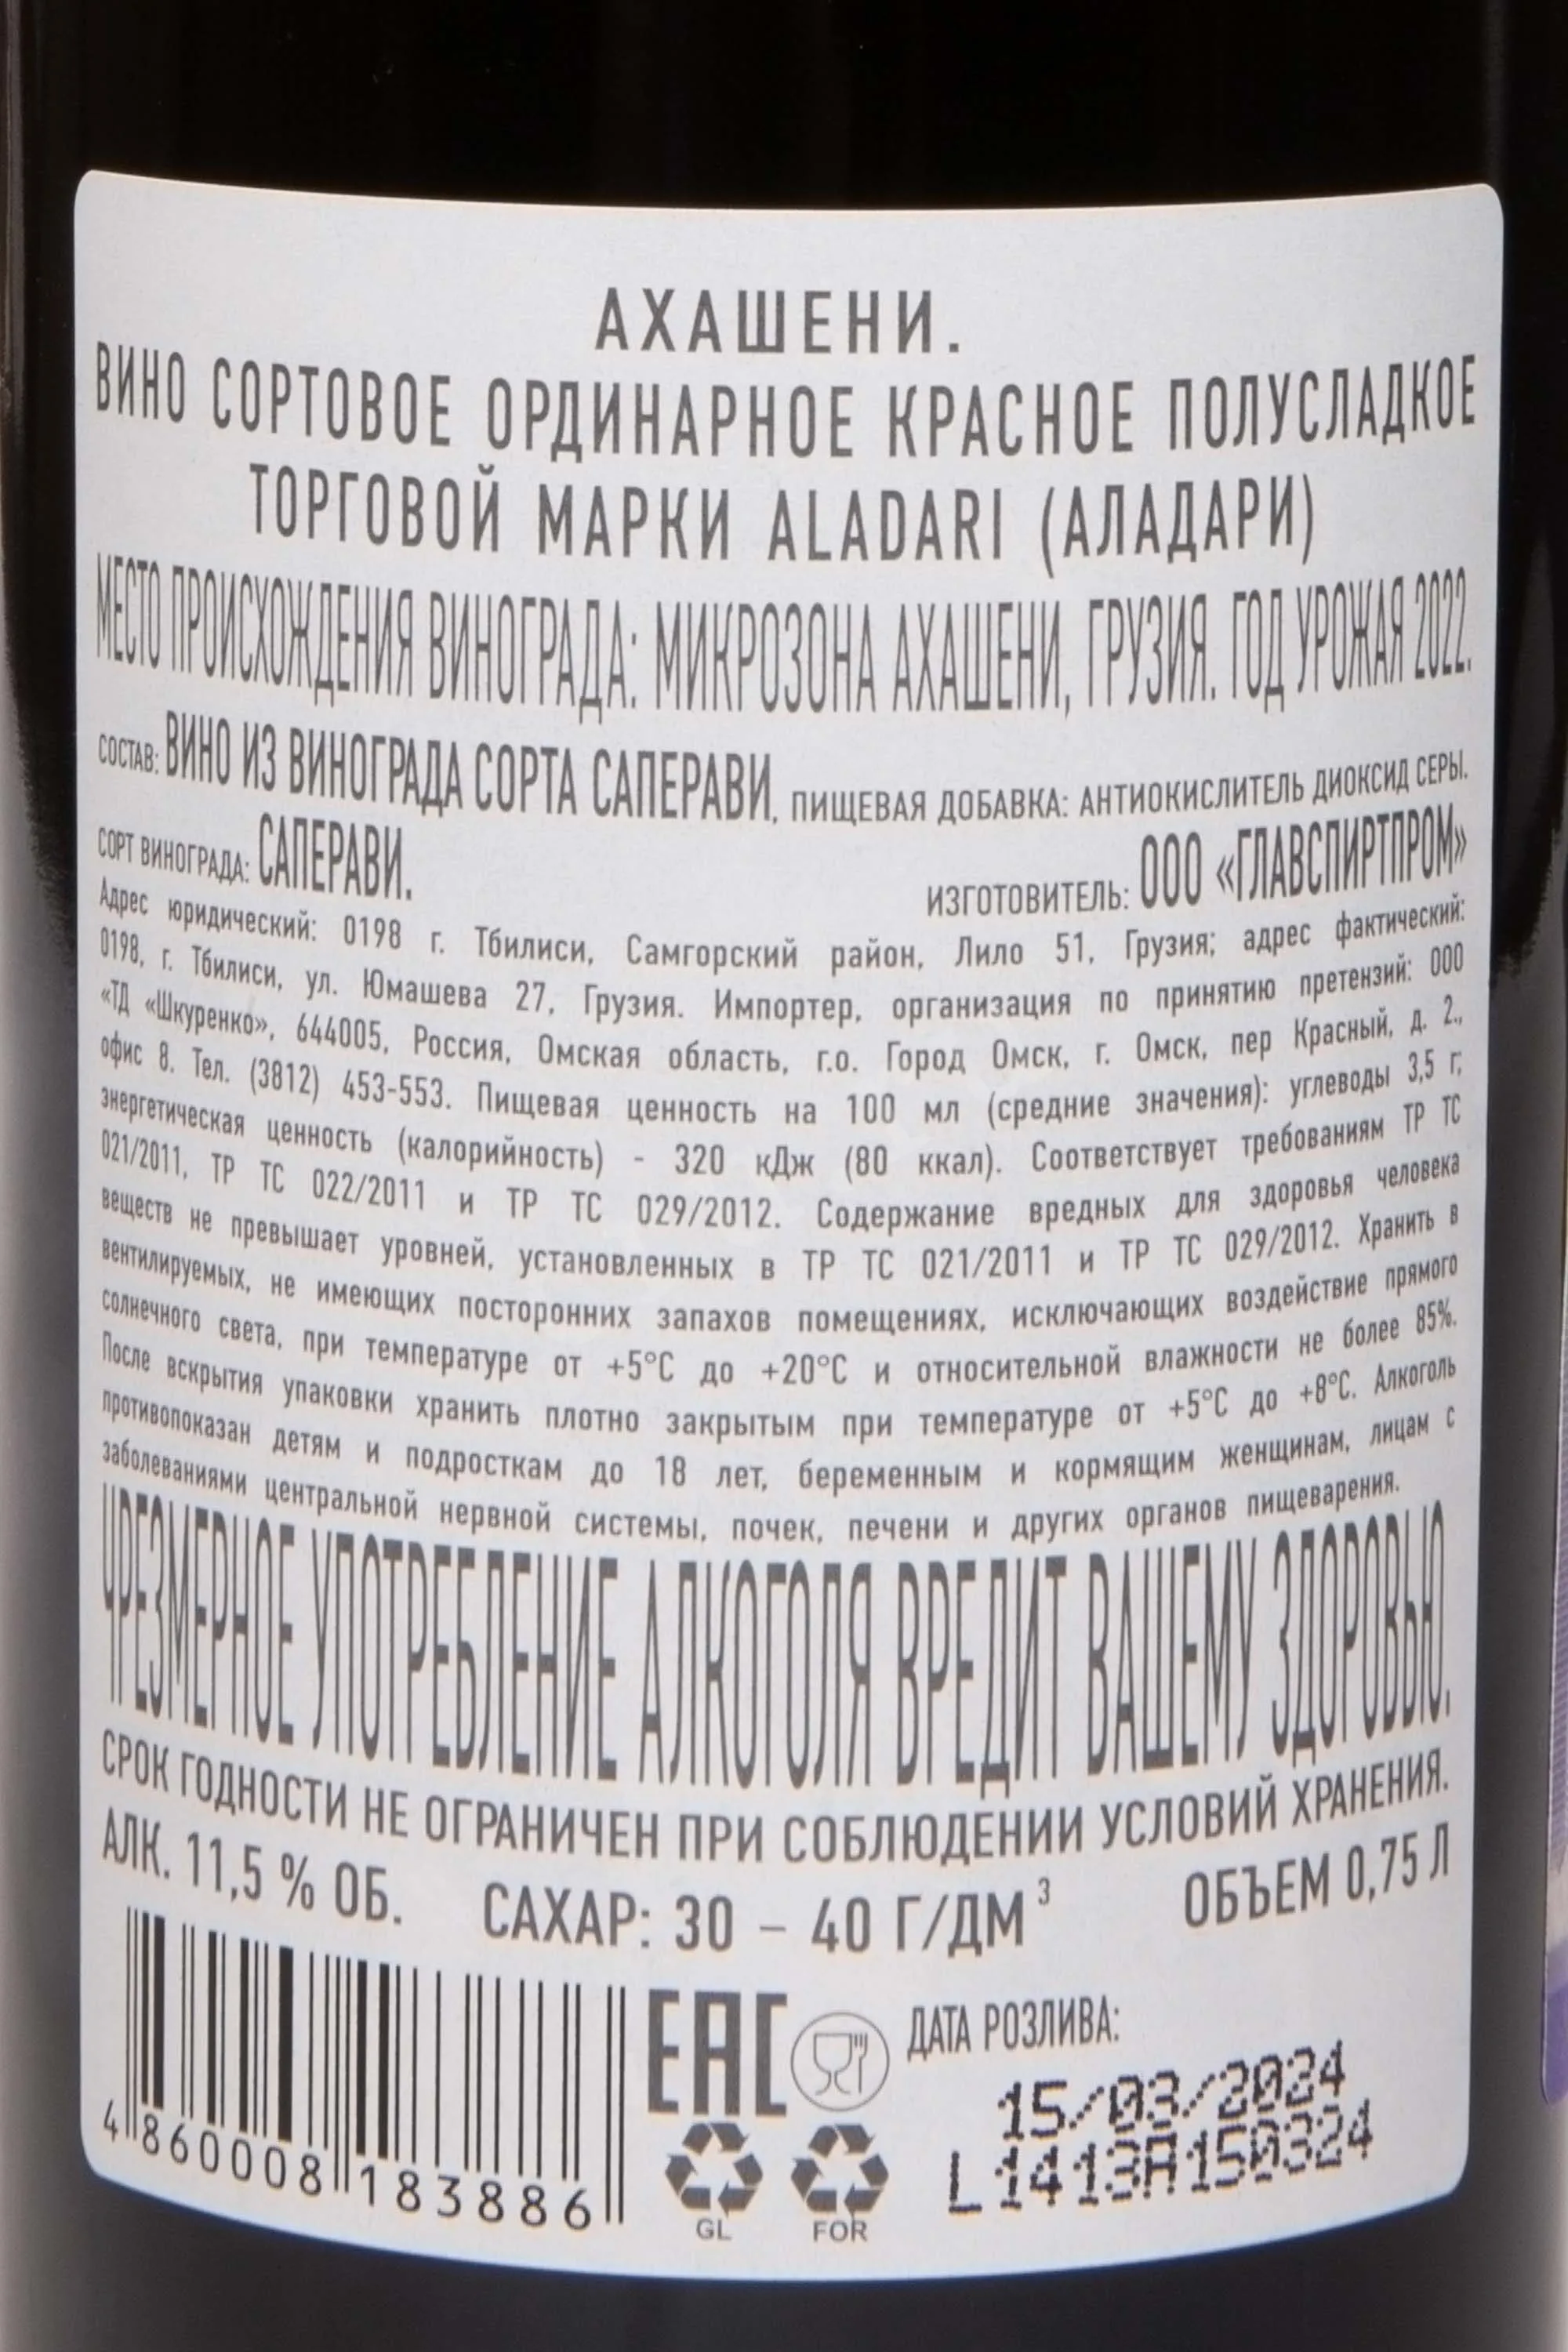 АХАШЕНИ.
ВИНО СОРТОВОЕ ОРДИНАРНОЕ КРАСНОЕ ПОЛУСЛАДКОЕ
ТОРГОВОЙ МАРКИ ALADARI (АЛАДАРИ)
МЕСТО ПРОИСХОЖДЕНИЯ ВИНОГРАДА: МИКРОЗОНА АХАШЕНИ, ГРУЗИЯ. ГОД УРОЖАЯ 2022.
СОСТАВ: ВИНО ИЗ ВИНОГРАДА СОРТА САПЕРАВИ, ПИЩЕВАЯ ДОБАВКА: АНТИОКИСЛИТЕЛЬ ДИОКСИД СЕРЫ.
СОРТ ВИНОГРАДА: САПЕРАВИ. ИЗГОТОВИТЕЛЬ: ООО «ГЛАВСПИРТПРОМ»
Адрес юридический: 0198 г. Тбилиси, Самгорский район, Лило 51, Грузия; адрес фактический:
0198, г. Тбилиси, ул. Юмашева 27, Грузия. Импортер, организация по принятию претензий: ООО
«ТД «Шкуренко», 644005, Россия, Омская область, г.о. Город Омск, г. Омск, пер Красный, д. 2.,
офис 8. Тел. (3812) 453-553. Пищевая ценность на 100 мл (средние значения): углеводы 3,5 г;
энергетическая ценность (калорийность) - 320 кДж (80 ккал). Соответствует требованиям ТР ТС
021/2011, ТР ТС 022/2011 и ТР ТС 029/2012. Содержание вредных для здоровья человека
веществ не превышает уровней, установленных в ТР ТС 021/2011 и ТР ТС 029/2012. Хранить в
вентилируемых, не имеющих посторонних запахов помещениях, исключающих воздействие прямого
солнечного света, при температуре от +5°С до +20°С и относительной влажности не более 85%.
После вскрытия упаковки хранить плотно закрытым при температуре от +5°С до +8°С. Алкоголь
противопоказан детям и подросткам до 18 лет, беременным и кормящим женщинам, лицам с
заболеваниями центральной нервной системы, почек, печени и других органов пищеварения.
ЧРЕЗМЕРНОЕ УПОТРЕБЛЕНИЕ АЛКОГОЛЯ ВРЕДИТ ВАШЕМУ ЗДОРОВЬЮ.
СРОК ГОДНОСТИ НЕ ОГРАНИЧЕН ПРИ СОБЛЮДЕНИИ УСЛОВИЙ ХРАНЕНИЯ.
АЛК. 11,5 % ОБ. САХАР: 30 – 40 Г/ДМ³ ОБЪЕМ 0,75 Л
EAC ДАТА РОЗЛИВА:
15/03/2024
L1413A150324
4 860008 183886
GL FOR